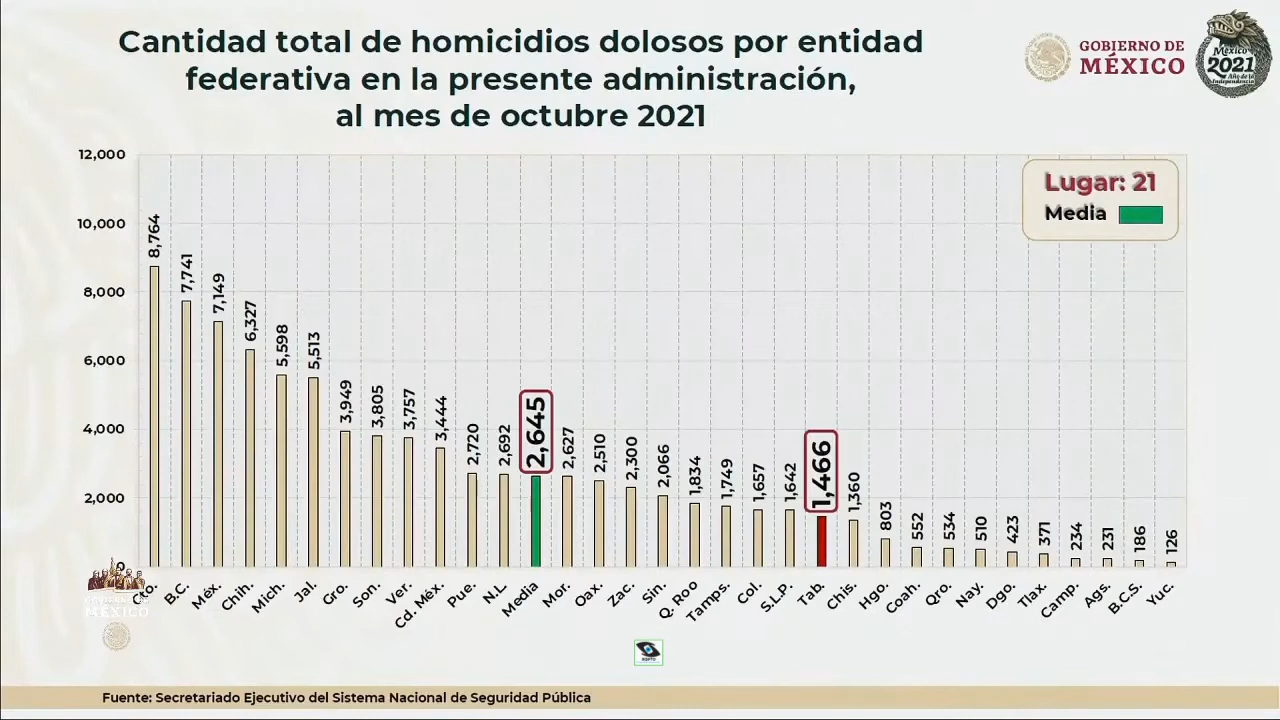 Cantidad total de homicidios dolosos por entidad
federativa en la presente administración,
al mes de octubre 2021
GOBIERNO DE
MÉXICO
México
2021
Año de la
Independencia
Lugar: 21
Media
12,000
10,000
8,000
6,000
4,000
2,000
8,764
7,741
7,149
6,327
5,598
5,513
3,949
3,805
3,757
3,444
2,720
2,692
2,645
2,627
2,510
2,300
2,066
1,834
1,749
1,657
1,642
1,466
1,360
803
552
534
510
423
371
234
231
186
126
Gto.
B.C.
Méx.
Chih.
Mich.
Jal.
Gro.
Son.
Ver.
Cd. Méx.
Pue.
N.L.
Media
Mor.
Oax.
Zac.
Sin.
Q. Roo
Tamps.
Col.
S.L.P.
Tab.
Chis.
Hgo.
Coah.
Qro.
Nay.
Dgo.
Tlax.
Camp.
Ags.
B.C.S.
Yuc.
MÉXICO
Fuente: Secretariado Ejecutivo del Sistema Nacional de Seguridad Pública